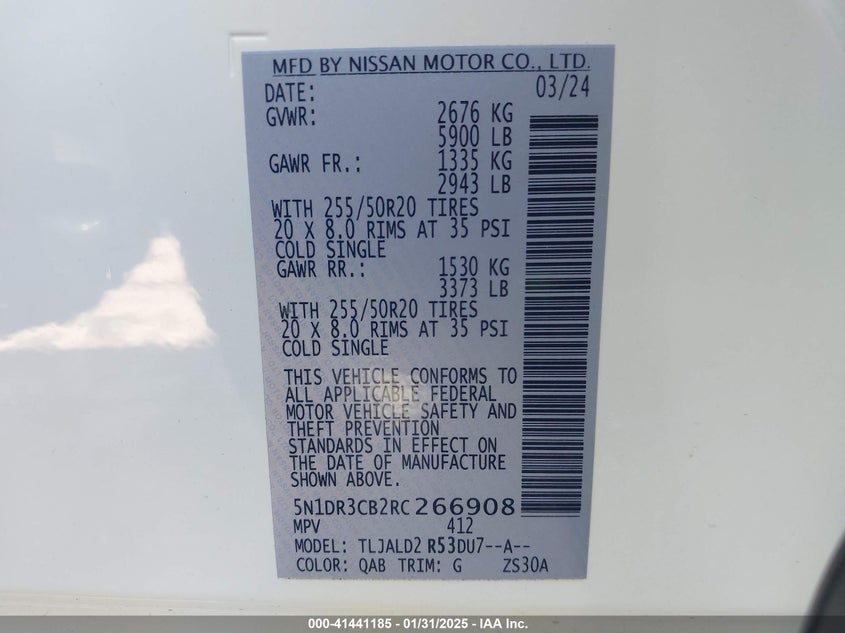 MFD BY NISSAN MOTOR CO., LTD.
DATE: 03/24
GVWR: 2676 KG
5900 LB
GAWR FR.: 1335 KG
2943 LB
WITH 255/50R20 TIRES
20 X 8.0 RIMS AT 35 PSI
COLD SINGLE
GAWR RR.: 1530 KG
3373 LB
WITH 255/50R20 TIRES
20 X 8.0 RIMS AT 35 PSI
COLD SINGLE
THIS VEHICLE CONFORMS TO
ALL APPLICABLE FEDERAL
MOTOR VEHICLE SAFETY AND
THEFT PREVENTION
STANDARDS IN EFFECT ON
THE DATE OF MANUFACTURE
SHOWN ABOVE.
5N1DR3CB2RC266908
MPV 412
MODEL: TLJALD2 R53DU7--A--
COLOR: QAB TRIM: G ZS30A
000-41441185 - 01/31/2025 - IAA Inc.